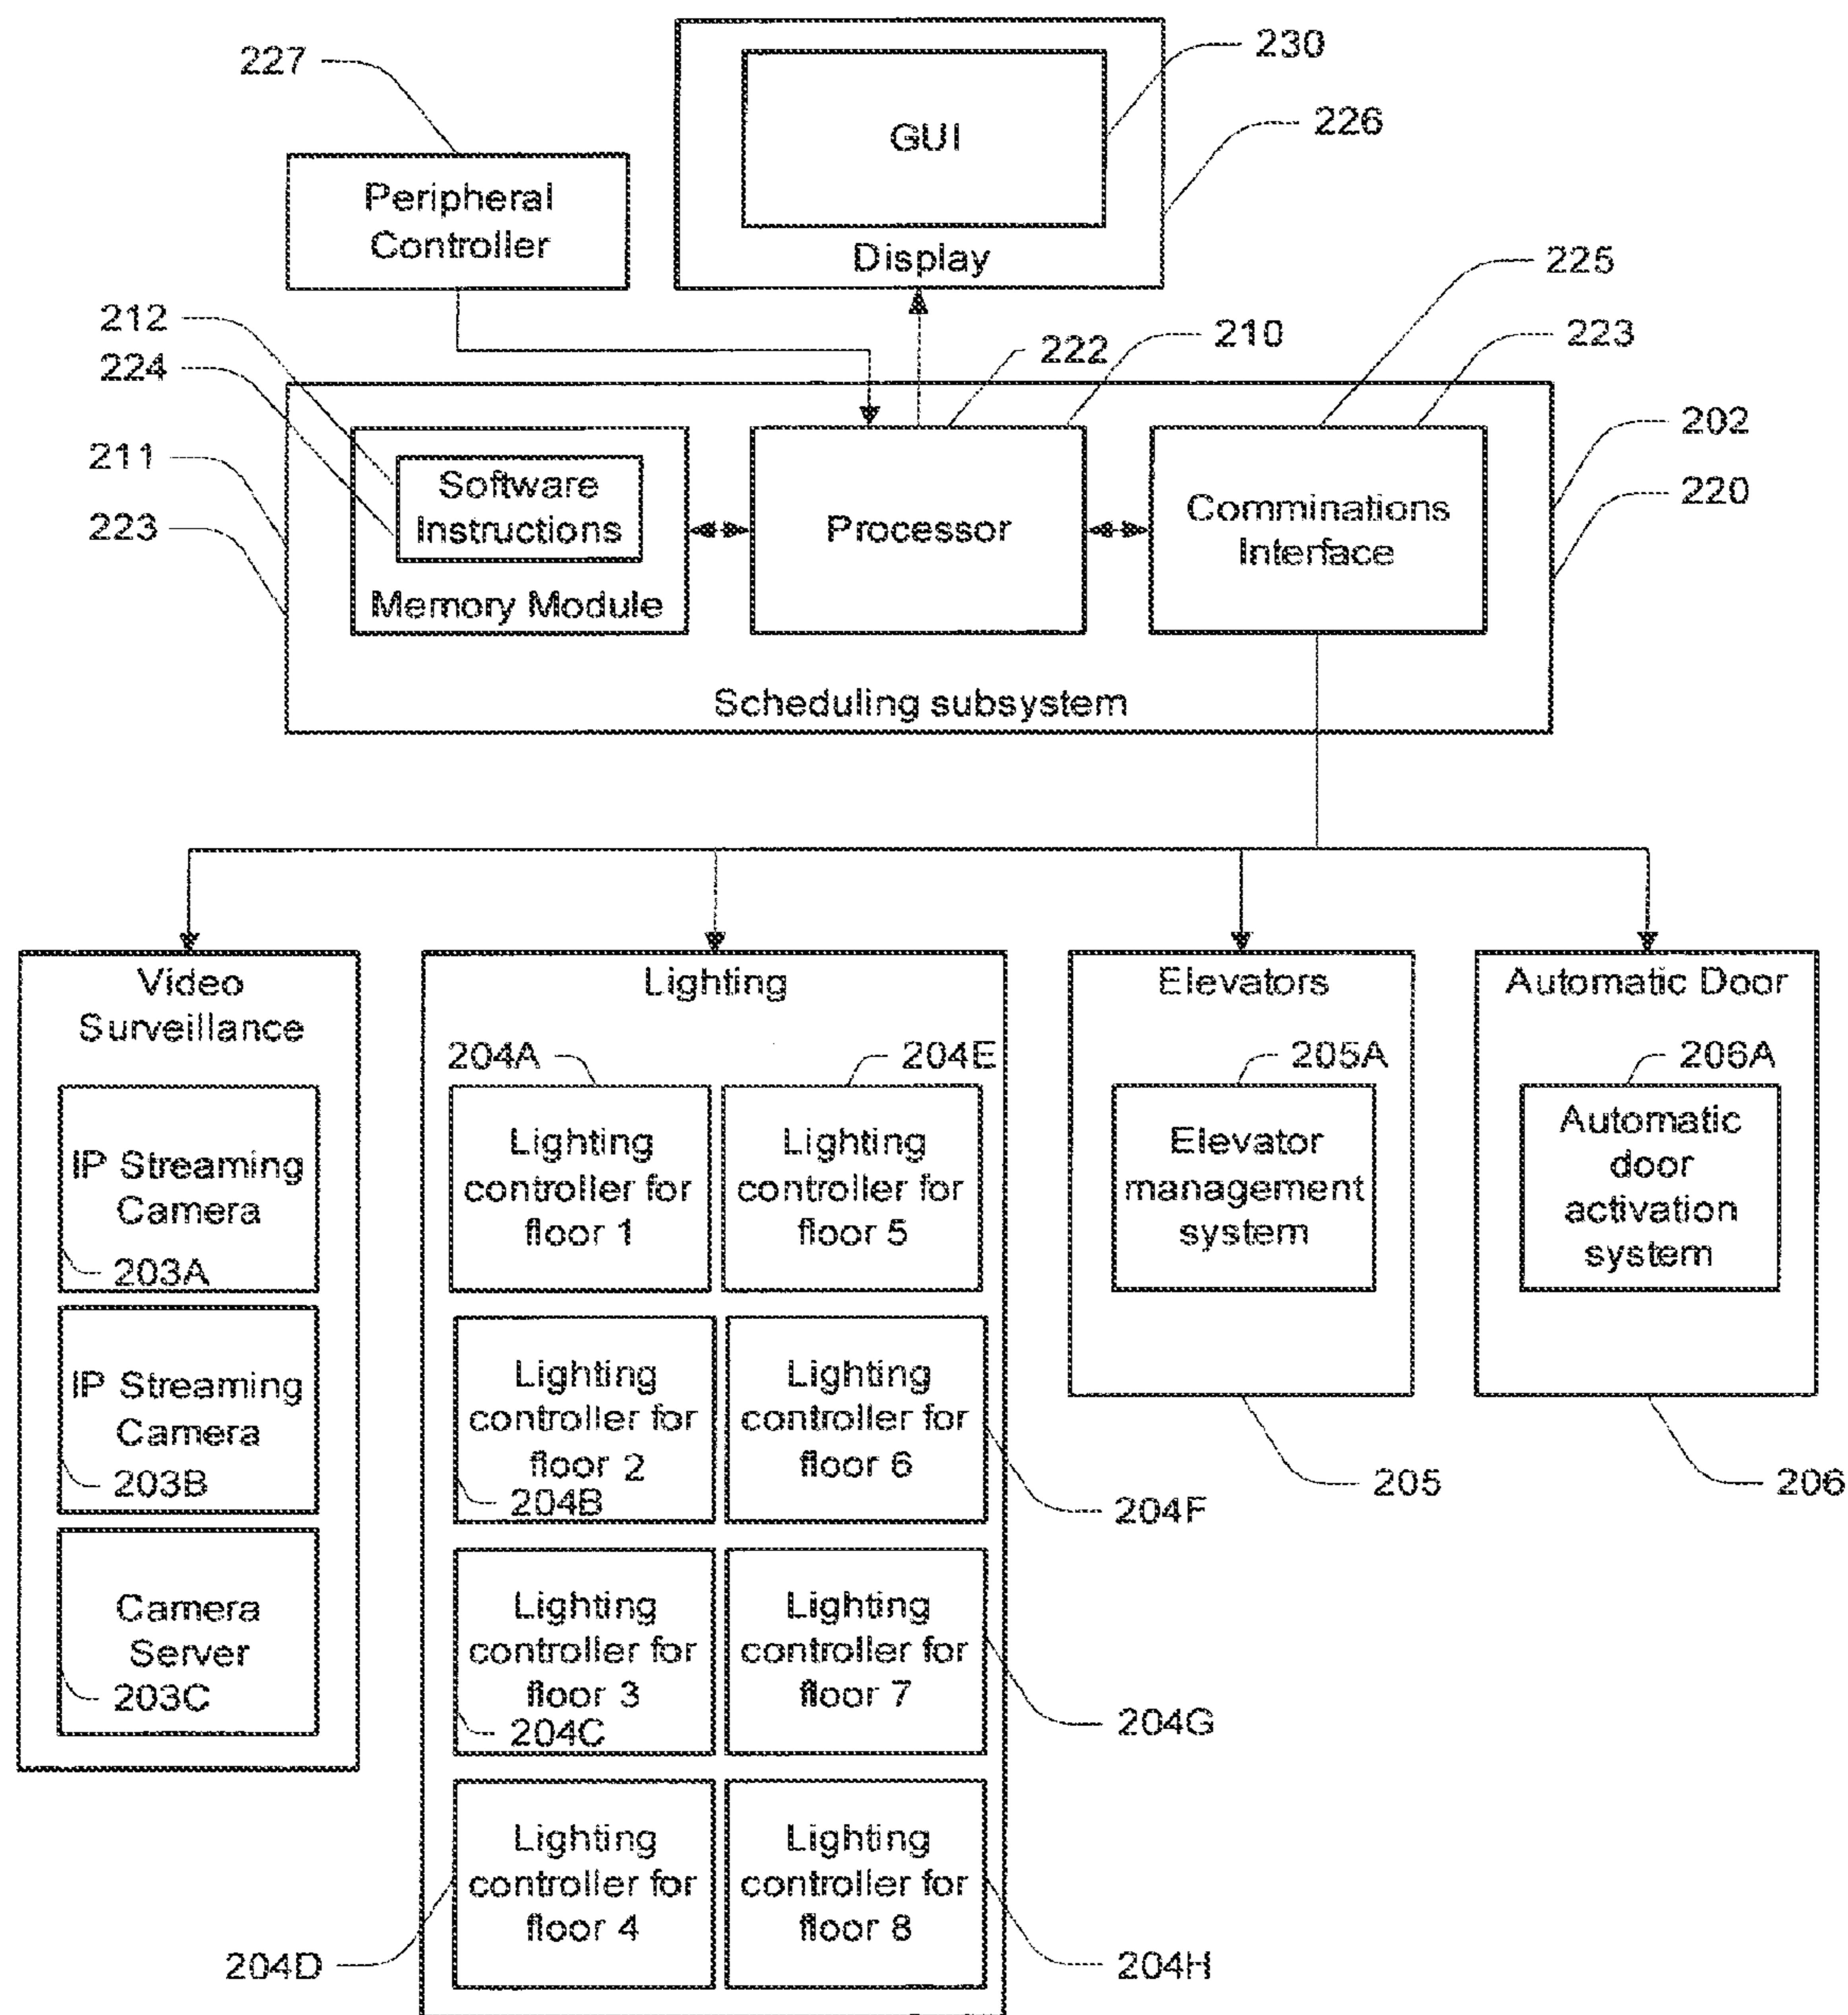 227
230
GUI
226
Peripheral
Controller
Display
225
212
222
210
223
224
202
211
Software
Instructions
220
223
Processor
Comminations
Interface
Memory Module
Scheduling subsystem
Video
Surveillance
IP Streaming
Camera
203A
IP Streaming
Camera
203B
Camera
Server
203C
Lighting
204A
204E
Lighting
controller for
floor 1
Lighting
controller for
floor 5
Lighting
controller for
floor 2
204B
Lighting
controller for
floor 6
204F
Lighting
controller for
floor 3
204C
Lighting
controller for
floor 7
204G
Lighting
controller for
floor 4
204D
Lighting
controller for
floor 8
204H
Elevators
205A
Elevator
management
system
205
Automatic Door
206A
Automatic
door
activation
system
206